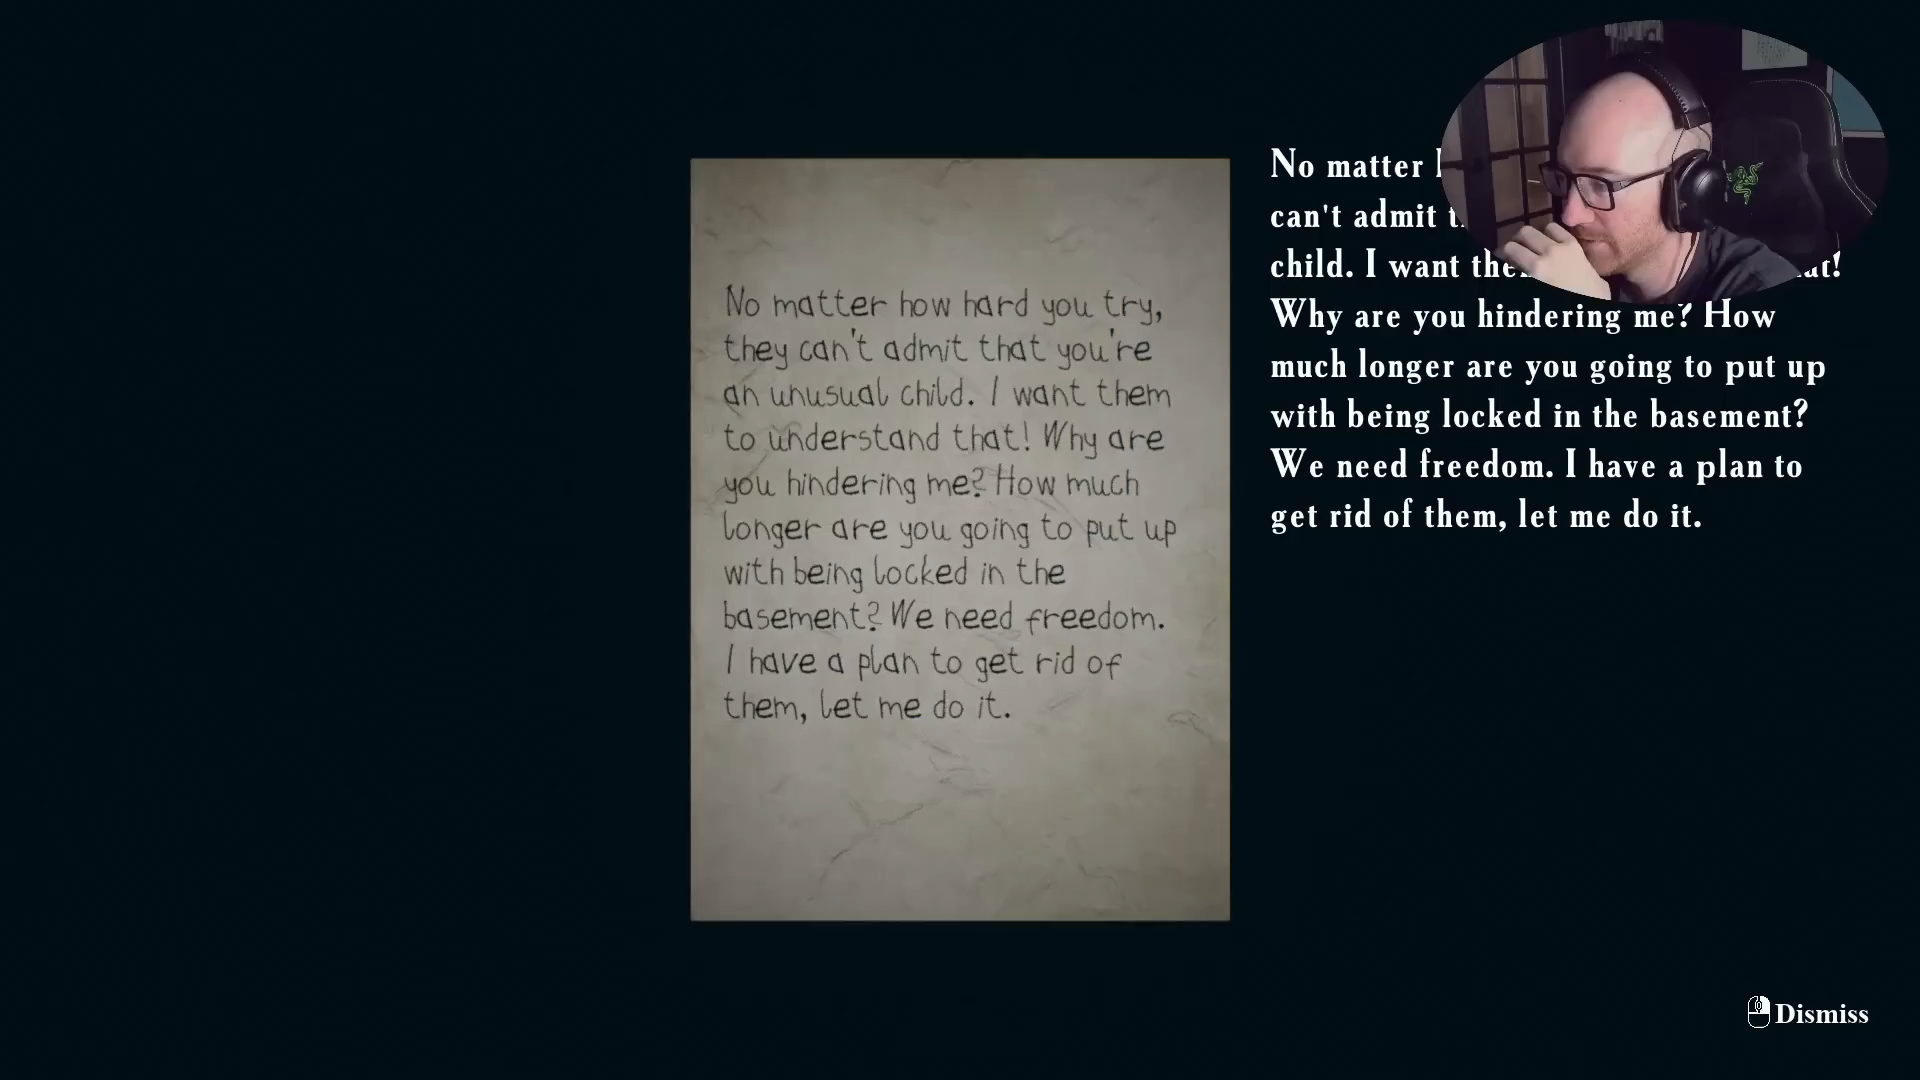 No matter how hard you try,
they can't admit that you're
an unusual child. I want them
to understand that! Why are
you hindering me? How much
longer are you going to put up
with being locked in the
basement? We need freedom.
I have a plan to get rid of
them, let me do it.
No matter
can't admit
child. I want
Why are you hindering me? How
much longer are you going to put up
with being locked in the basement?
We need freedom. I have a plan to
get rid of them, let me do it.
Dismiss